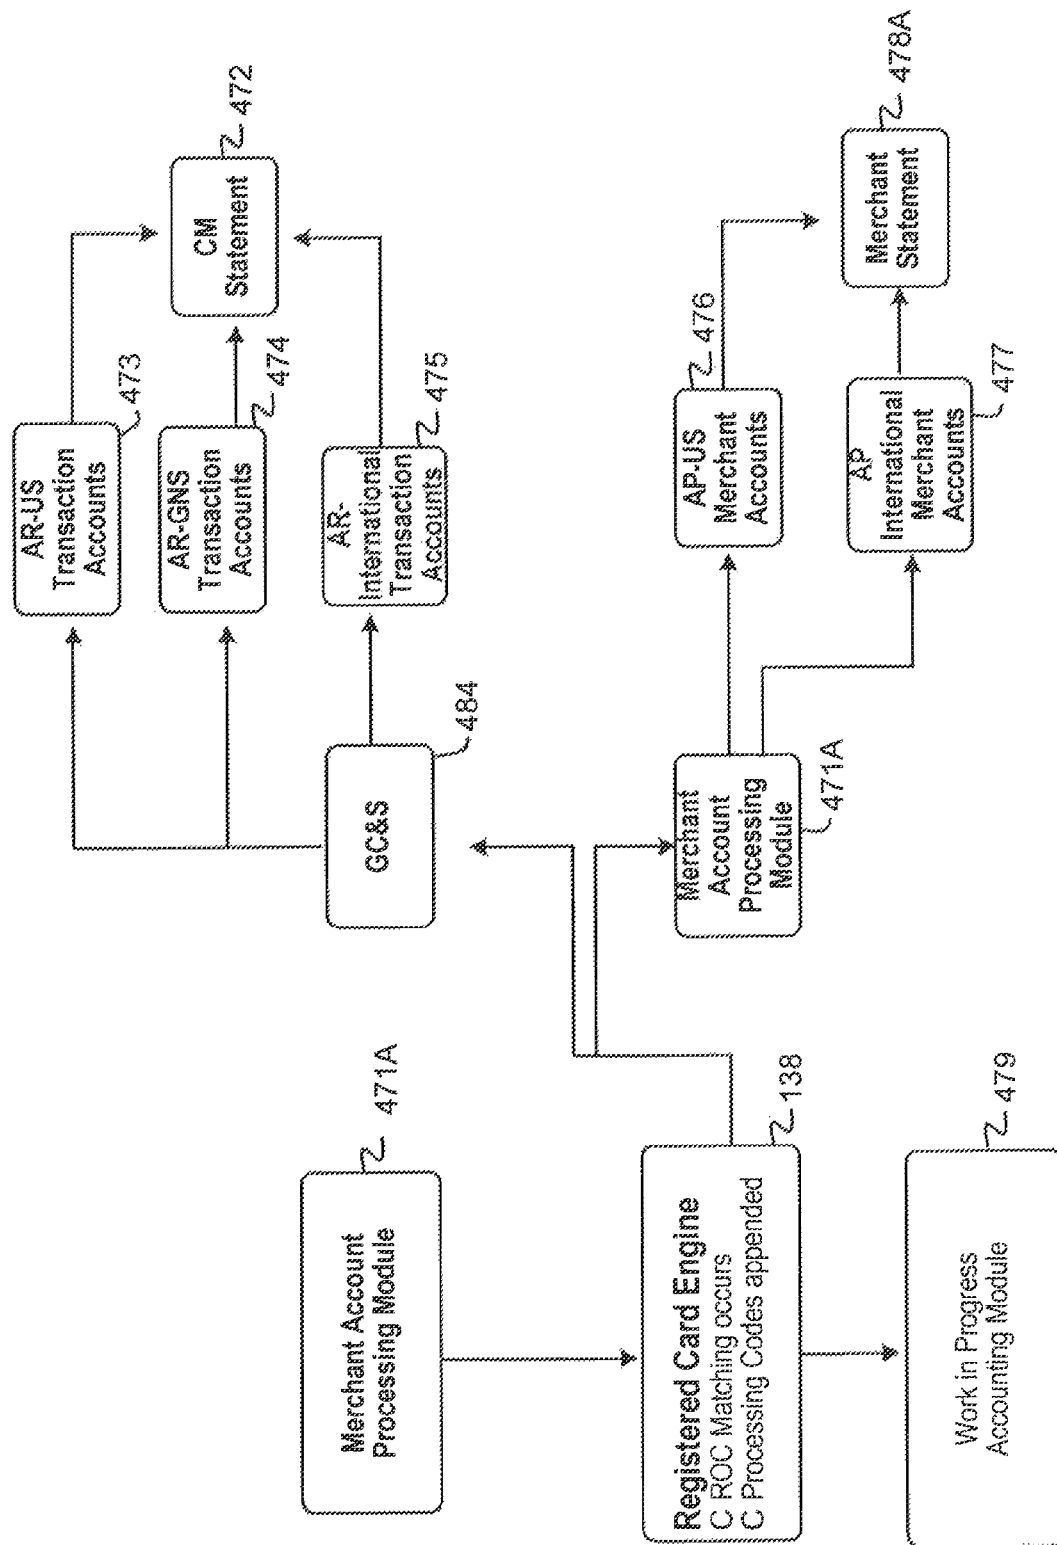 Merchant Account
Processing Module
471A
Registered Card Engine
C ROC Matching occurs
C Processing Codes appended
138
Work in Progress
Accounting Module
479
GC&S
484
Merchant
Account
Processing
Module
471A
AR-US
Transaction
Accounts
473
AR-GNS
Transaction
Accounts
474
AR-
International
Transaction
Accounts
475
AP-US
Merchant
Accounts
476
AP
International
Merchant
Accounts
477
CM
Statement
472
Merchant
Statement
478A